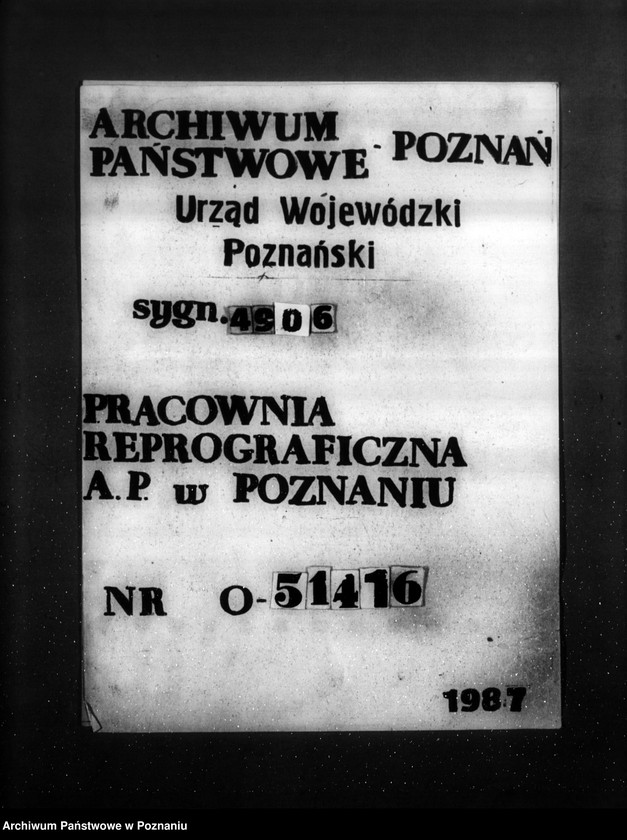 ARCHIWUM
PAŃSTWOWE - POZNAŃ
Urząd Wojewódzki
Poznański
sygn. 4906
PRACOWNIA
REPROGRAFICZNA
A.P. w POZNANIU
NR O-51416
1987
Archiwum Państwowe w Poznaniu